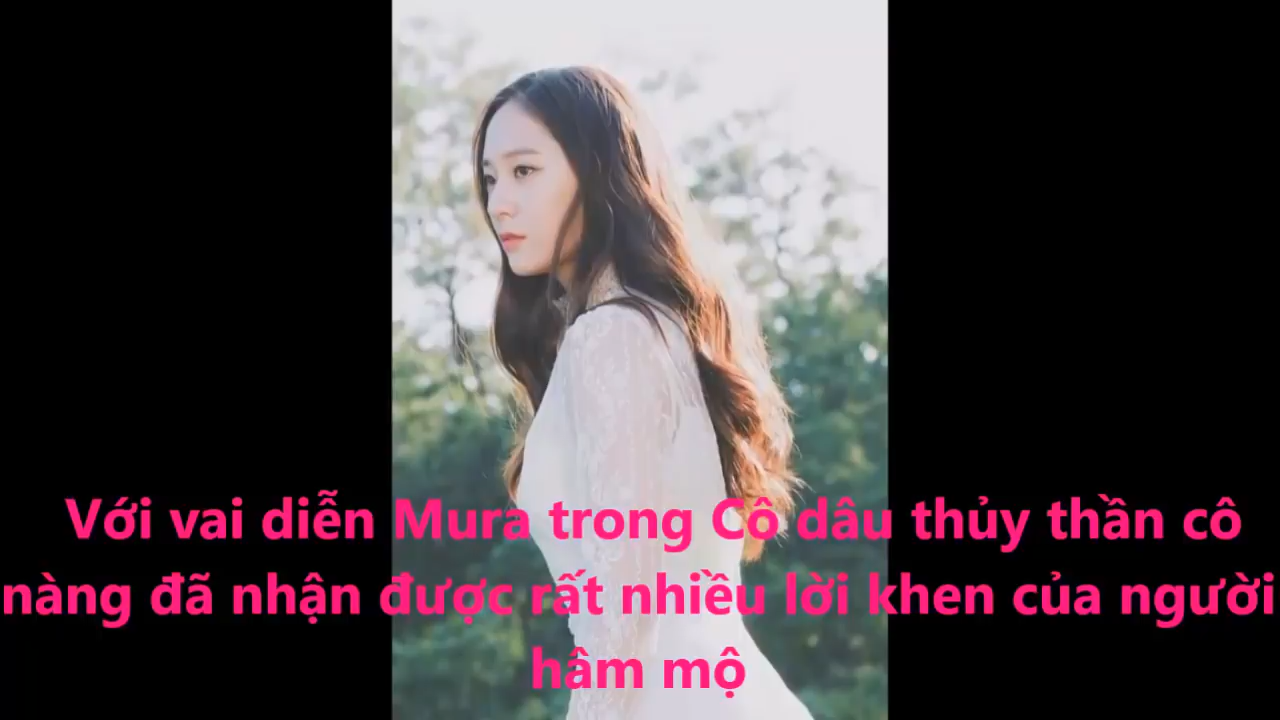 Với vai diễn Mura trong Cô dâu thủy thần cô
nàng đã nhận được rất nhiều lời khen của người
hâm mộ